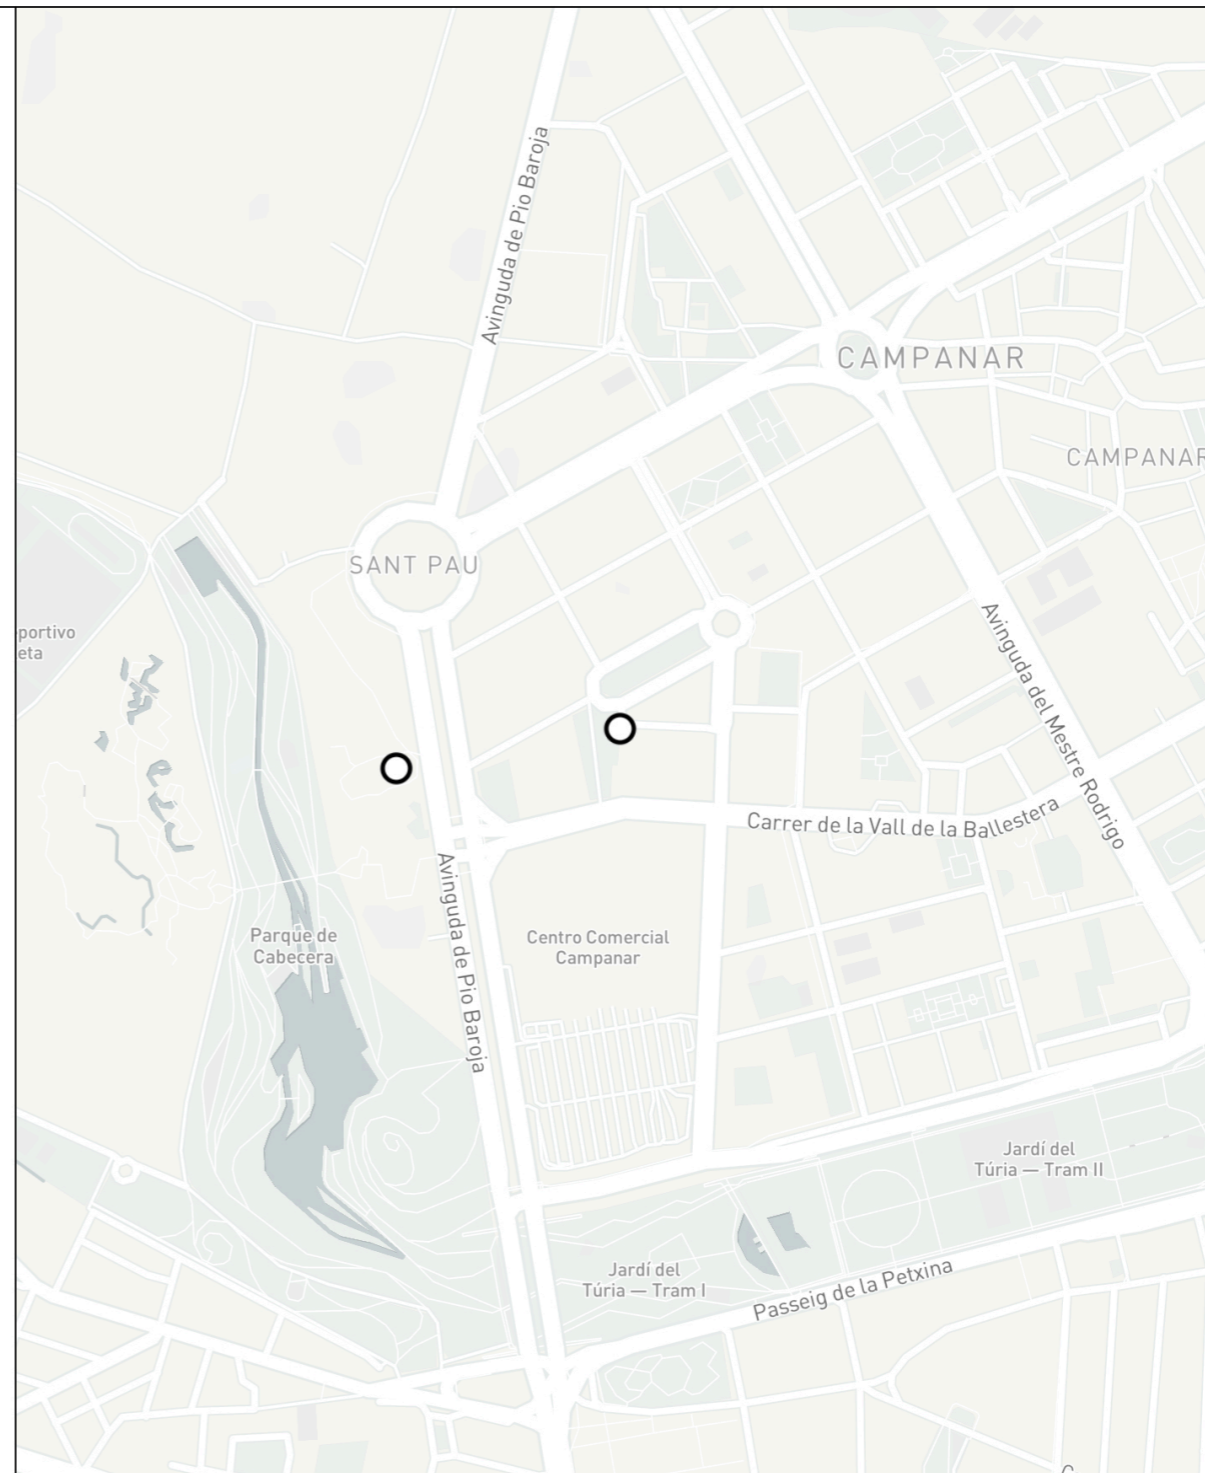 Avinguda de Pio Baroja
CAMPANAR
CAMPANAR
SANT PAU
portivo
eta
Avinguda del Mestre Rodrigo
Carrer de la Vall de la Ballestera
Avinguda de Pio Baroja
Parque de
Cabecera
Centro Comercial
Campanar
Jardí del
Túria — Tram II
Jardí del
Túria — Tram I
Passeig de la Petxina